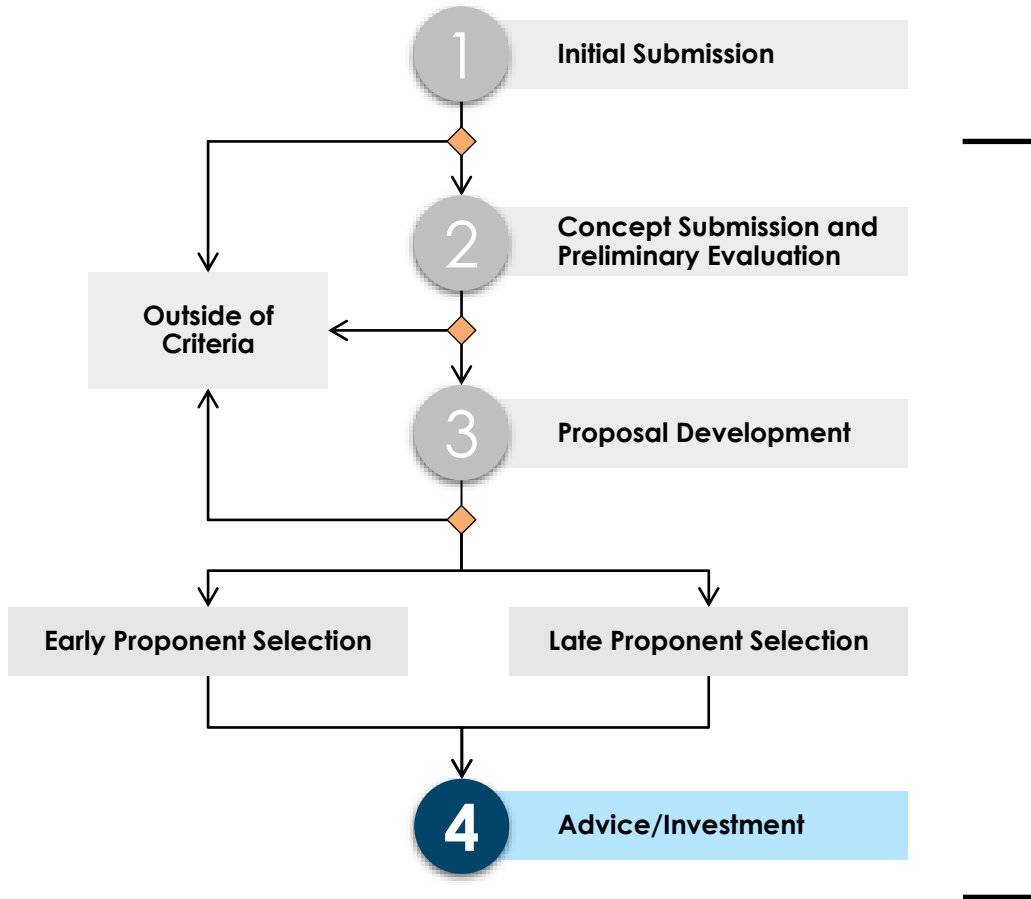 1
Initial Submission
2
Concept Submission and
Preliminary Evaluation
Outside of
Criteria
3
Proposal Development
Early Proponent Selection
Late Proponent Selection
4
Advice/Investment